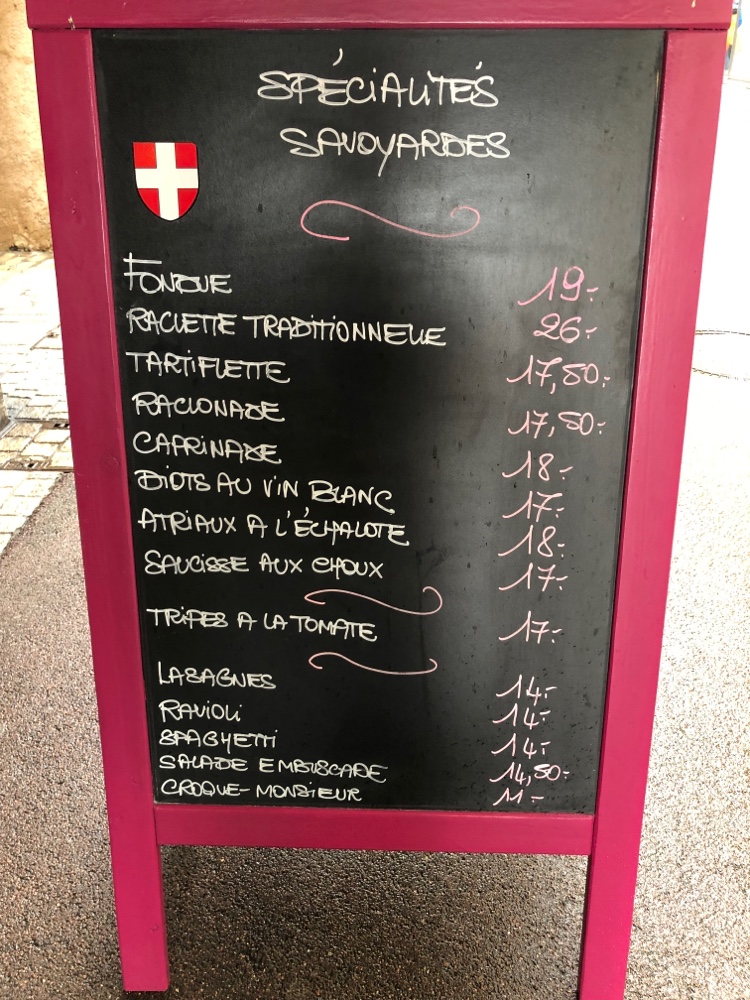 SPÉCIALITÉS
SAVOYARDES
FONDUE 19.-
RACLETTE TRADITIONNELLE 26.-
TARTIFLETTE 17,50.-
RACLONADE 17,50.-
CAPRINADE 18.-
DIOTS AU VIN BLANC 17.-
ATRIAUX A L'ÉCHALOTE 18.-
SAUCISSE AUX CHOUX 17.-
TRIPES A LA TOMATE 17.-
LASAGNES 14.-
RAVIOLI 14.-
SPAGHETTI 14.-
SALADE EMBUSCADE 14,50.-
CROQUE-MONSIEUR 11.-